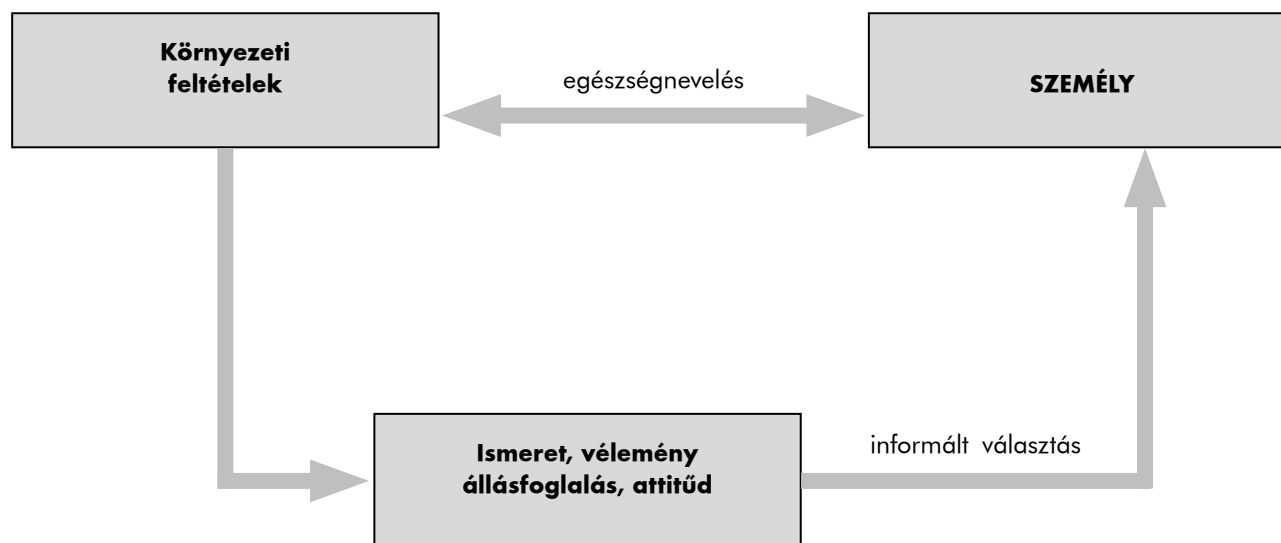 Környezeti
feltételek
egészségnevelés
SZEMÉLY
Ismeret, vélemény
állásfoglalás, attitűd
informált választás